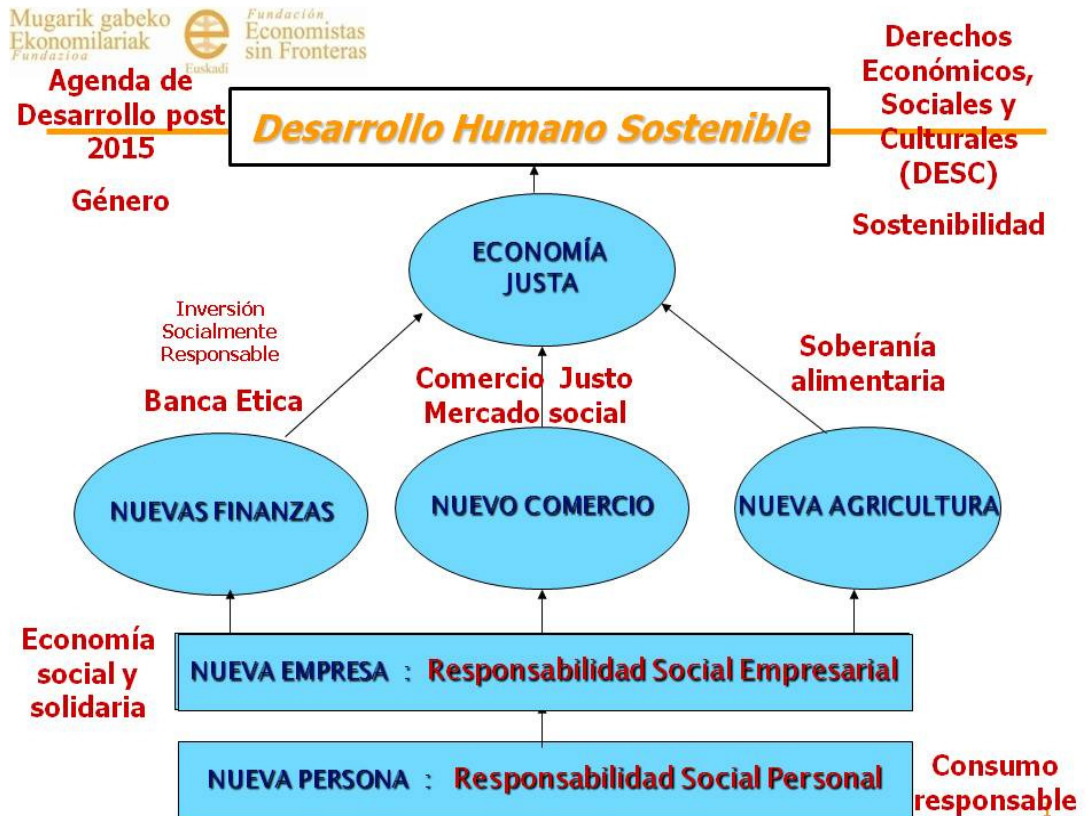 Mugarik gabeko
Ekonomilariak
Fundazioa
Euskadi
Fundación
Economistas
sin Fronteras
Agenda de
Desarrollo post
2015
Género
Desarrollo Humano Sostenible
Derechos
Económicos,
Sociales y
Culturales
(DESC)
Sostenibilidad
ECONOMÍA
JUSTA
Inversión
Socialmente
Responsable
Banca Etica
Comercio Justo
Mercado social
Soberanía
alimentaria
NUEVAS FINANZAS
NUEVO COMERCIO
NUEVA AGRICULTURA
Economía
social y
solidaria
NUEVA EMPRESA : Responsabilidad Social Empresarial
NUEVA PERSONA : Responsabilidad Social Personal
Consumo
responsable